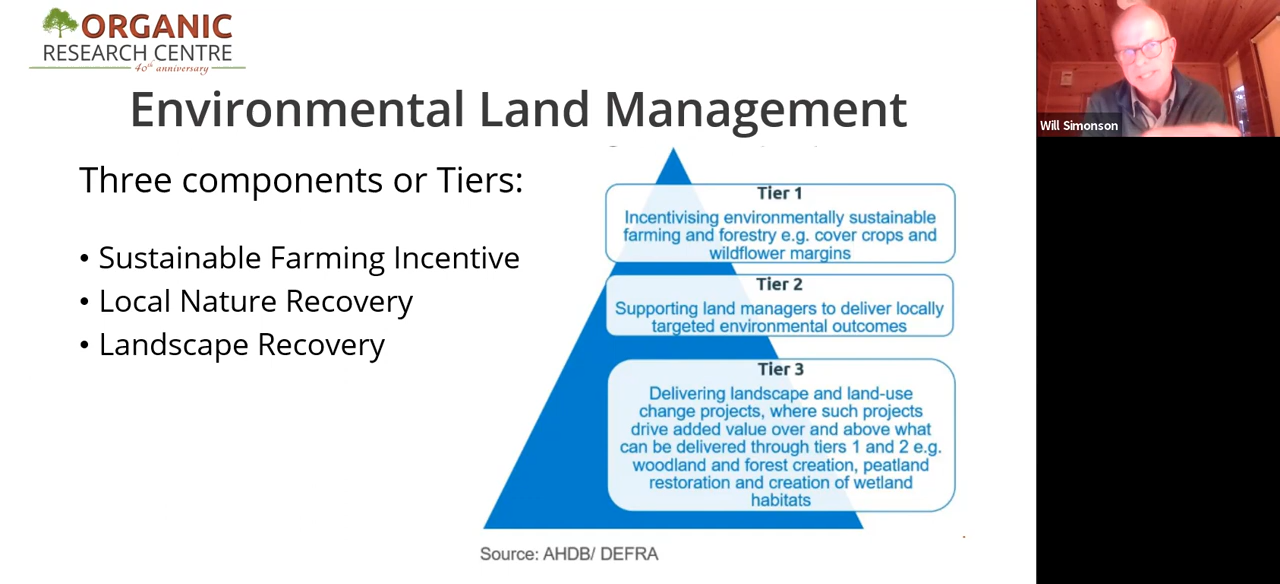 ORGANIC
RESEARCH CENTRE
40th anniversary
Environmental Land Management
Three components or Tiers:
• Sustainable Farming Incentive
• Local Nature Recovery
• Landscape Recovery
Tier 1
Incentivising environmentally sustainable
farming and forestry e.g. cover crops and
wildflower margins
Tier 2
Supporting land managers to deliver locally
targeted environmental outcomes
Tier 3
Delivering landscape and land-use
change projects, where such projects
drive added value over and above what
can be delivered through tiers 1 and 2 e.g.
woodland and forest creation, peatland
restoration and creation of wetland
habitats
Source: AHDB/ DEFRA
Will Simonson